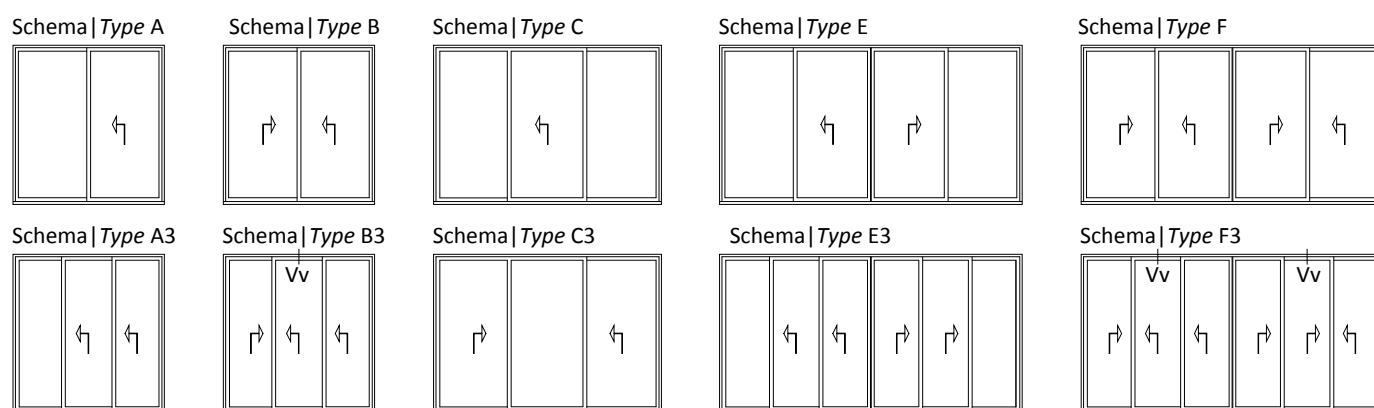 Schema|Type A
Schema|Type B
Schema|Type C
Schema|Type E
Schema|Type F
Schema|Type A3
Schema|Type B3
Schema|Type C3
Schema|Type E3
Schema|Type F3
Vv
Vv
Vv